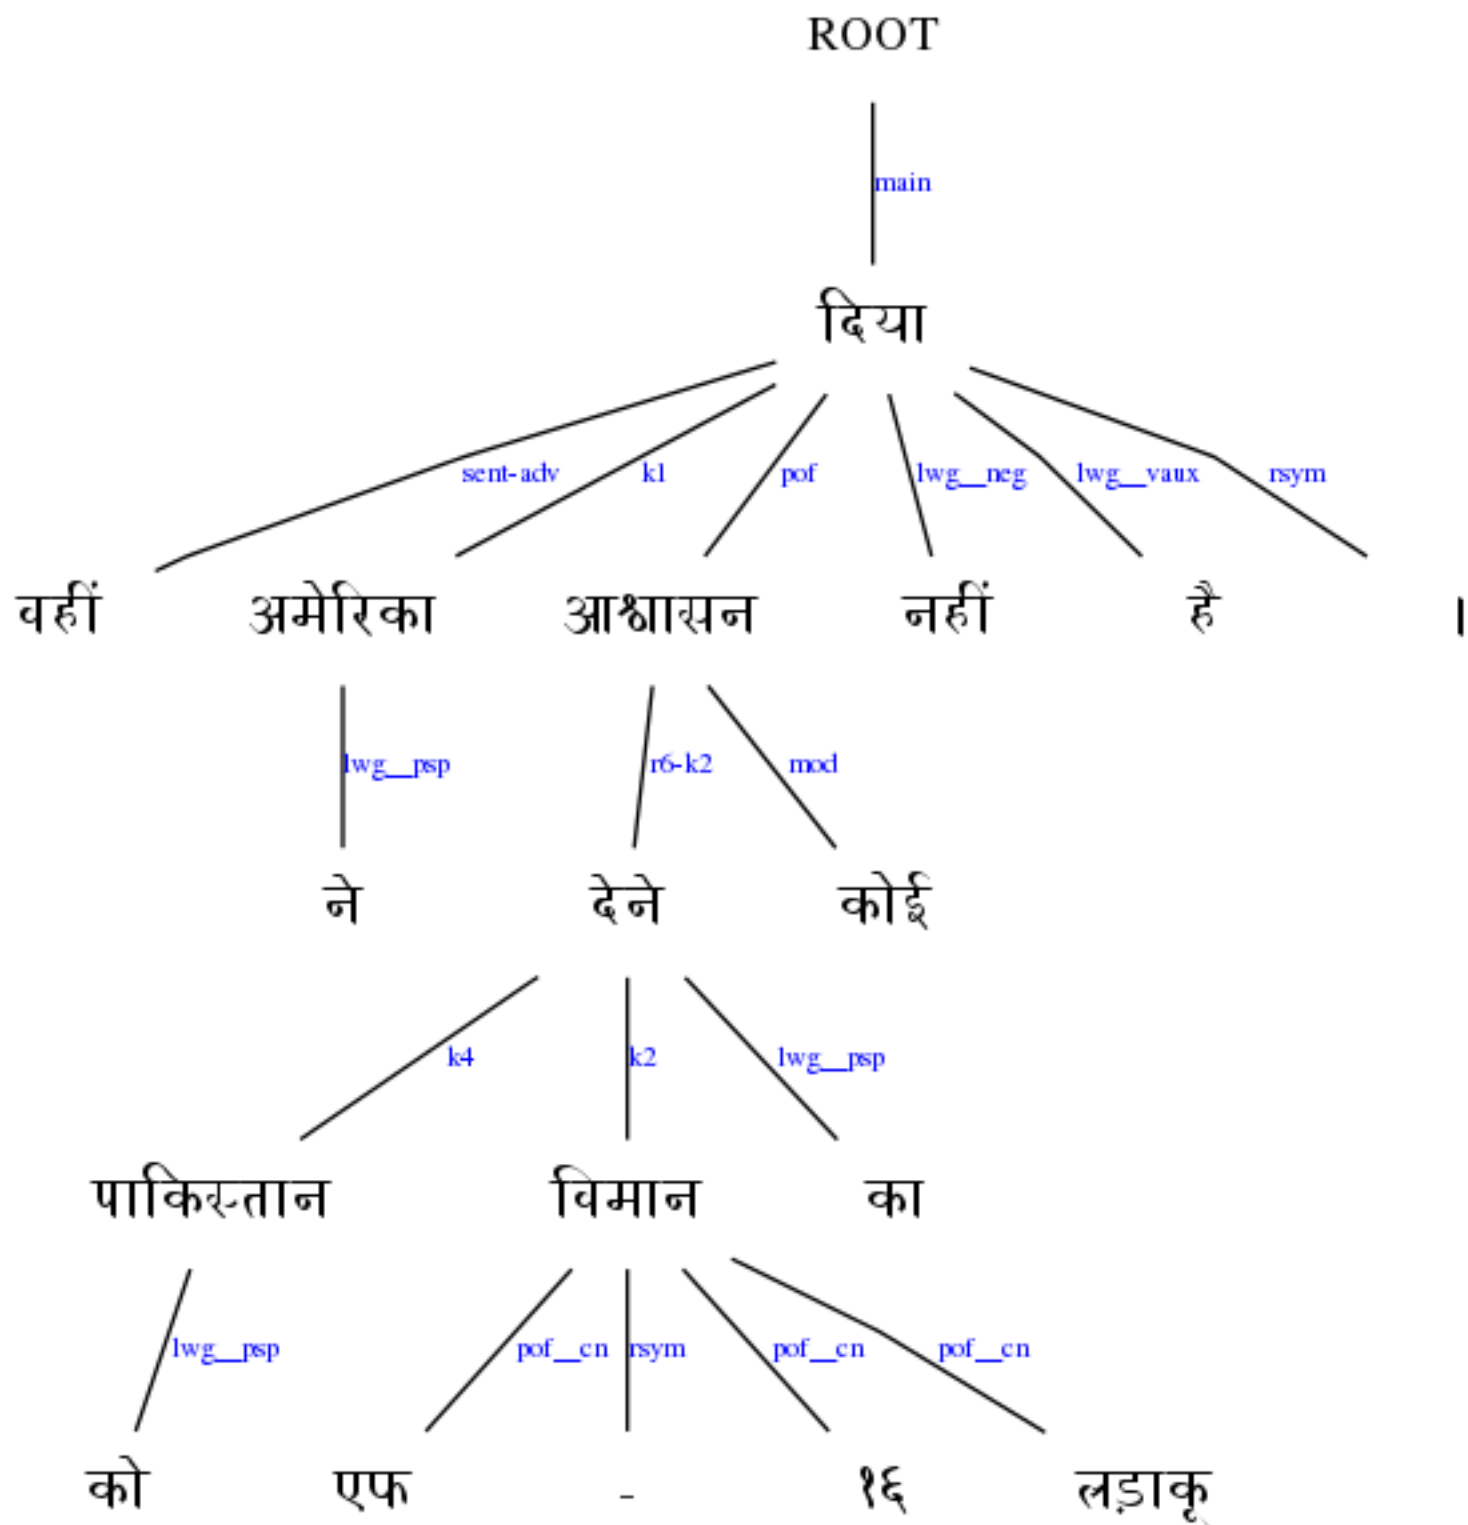 ROOT
main
दिया
sent-adv k1 pof lwg__neg lwg__vaux rsym
वहीं अमेरिका आश्वासन नहीं है ।
lwg__psp r6-k2 mod
ने देने कोई
k4 k2 lwg__psp
पाकिस्तान विमान का
lwg__psp pof__cn rsym pof__cn pof__cn
को एफ - १६ लड़ाकू